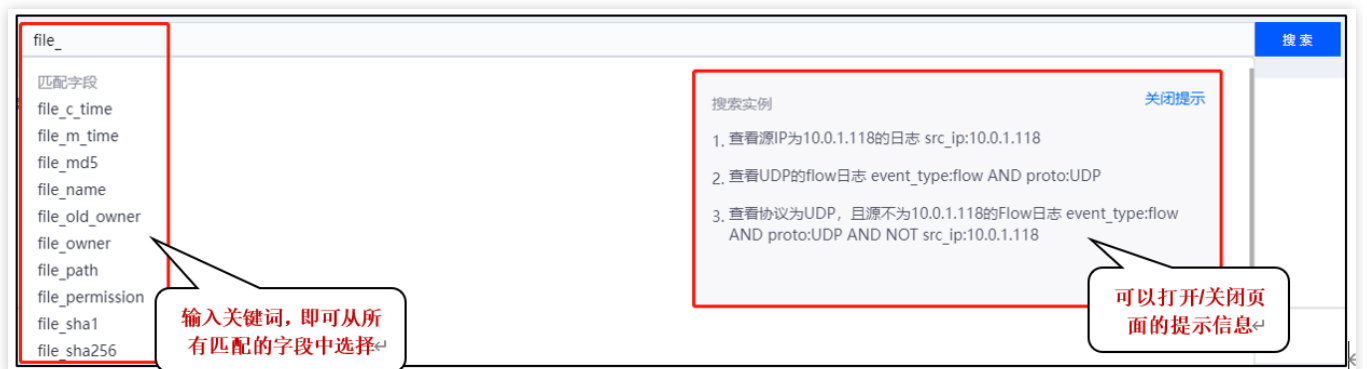 file_
搜 索
匹配字段
file_c_time
file_m_time
file_md5
file_name
file_old_owner
file_owner
file_path
file_permission
file_sha1
file_sha256
搜索实例
关闭提示
1. 查看源IP为10.0.1.118的日志 src_ip:10.0.1.118
2. 查看UDP的flow日志 event_type:flow AND proto:UDP
3. 查看协议为UDP，且源不为10.0.1.118的Flow日志 event_type:flow
AND proto:UDP AND NOT src_ip:10.0.1.118
输入关键词，即可从所
有匹配的字段中选择↵
可以打开/关闭页
面的提示信息↵